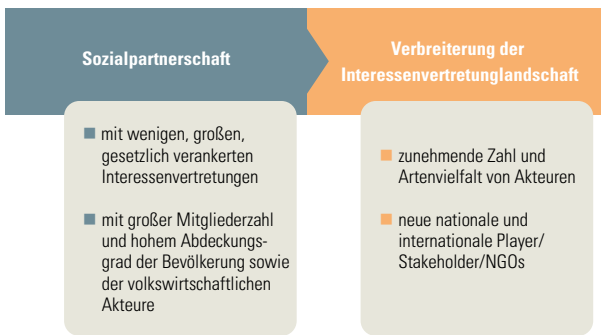 Sozialpartnerschaft
Verbreiterung der
Interessenvertretunglandschaft
mit wenigen, großen,
gesetzlich verankerten
Interessenvertretungen
mit großer Mitgliederzahl
und hohem Abdeckungs-
grad der Bevölkerung sowie
der volkswirtschaftlichen
Akteure
zunehmende Zahl und
Artenvielfalt von Akteuren
neue nationale und
internationale Player/
Stakeholder/NGOs